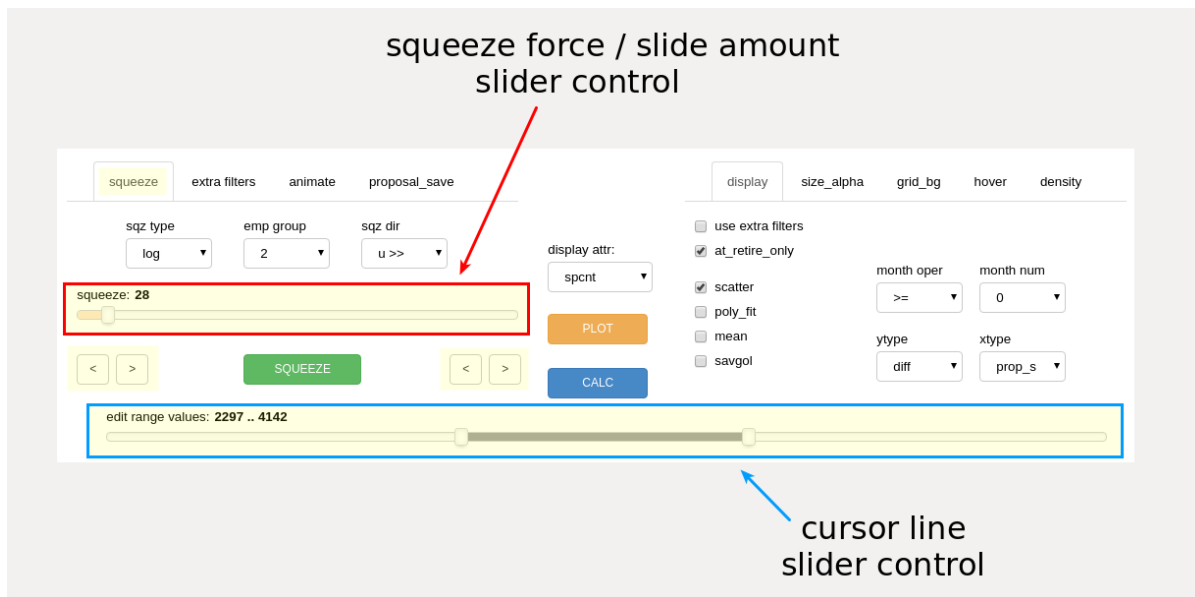 squeeze force / slide amount
slider control
squeeze extra filters animate proposal_save
display size_alpha grid_bg hover density
sqz type emp group sqz dir
log 2 u >>
squeeze: 28
< > SQUEEZE < >
display attr:
spcnt
PLOT
CALC
use extra filters
at_retire_only
scatter
poly_fit
mean
savgol
month oper month num
>= 0
ytype xtype
diff prop_s
edit range values: 2297 .. 4142
cursor line
slider control